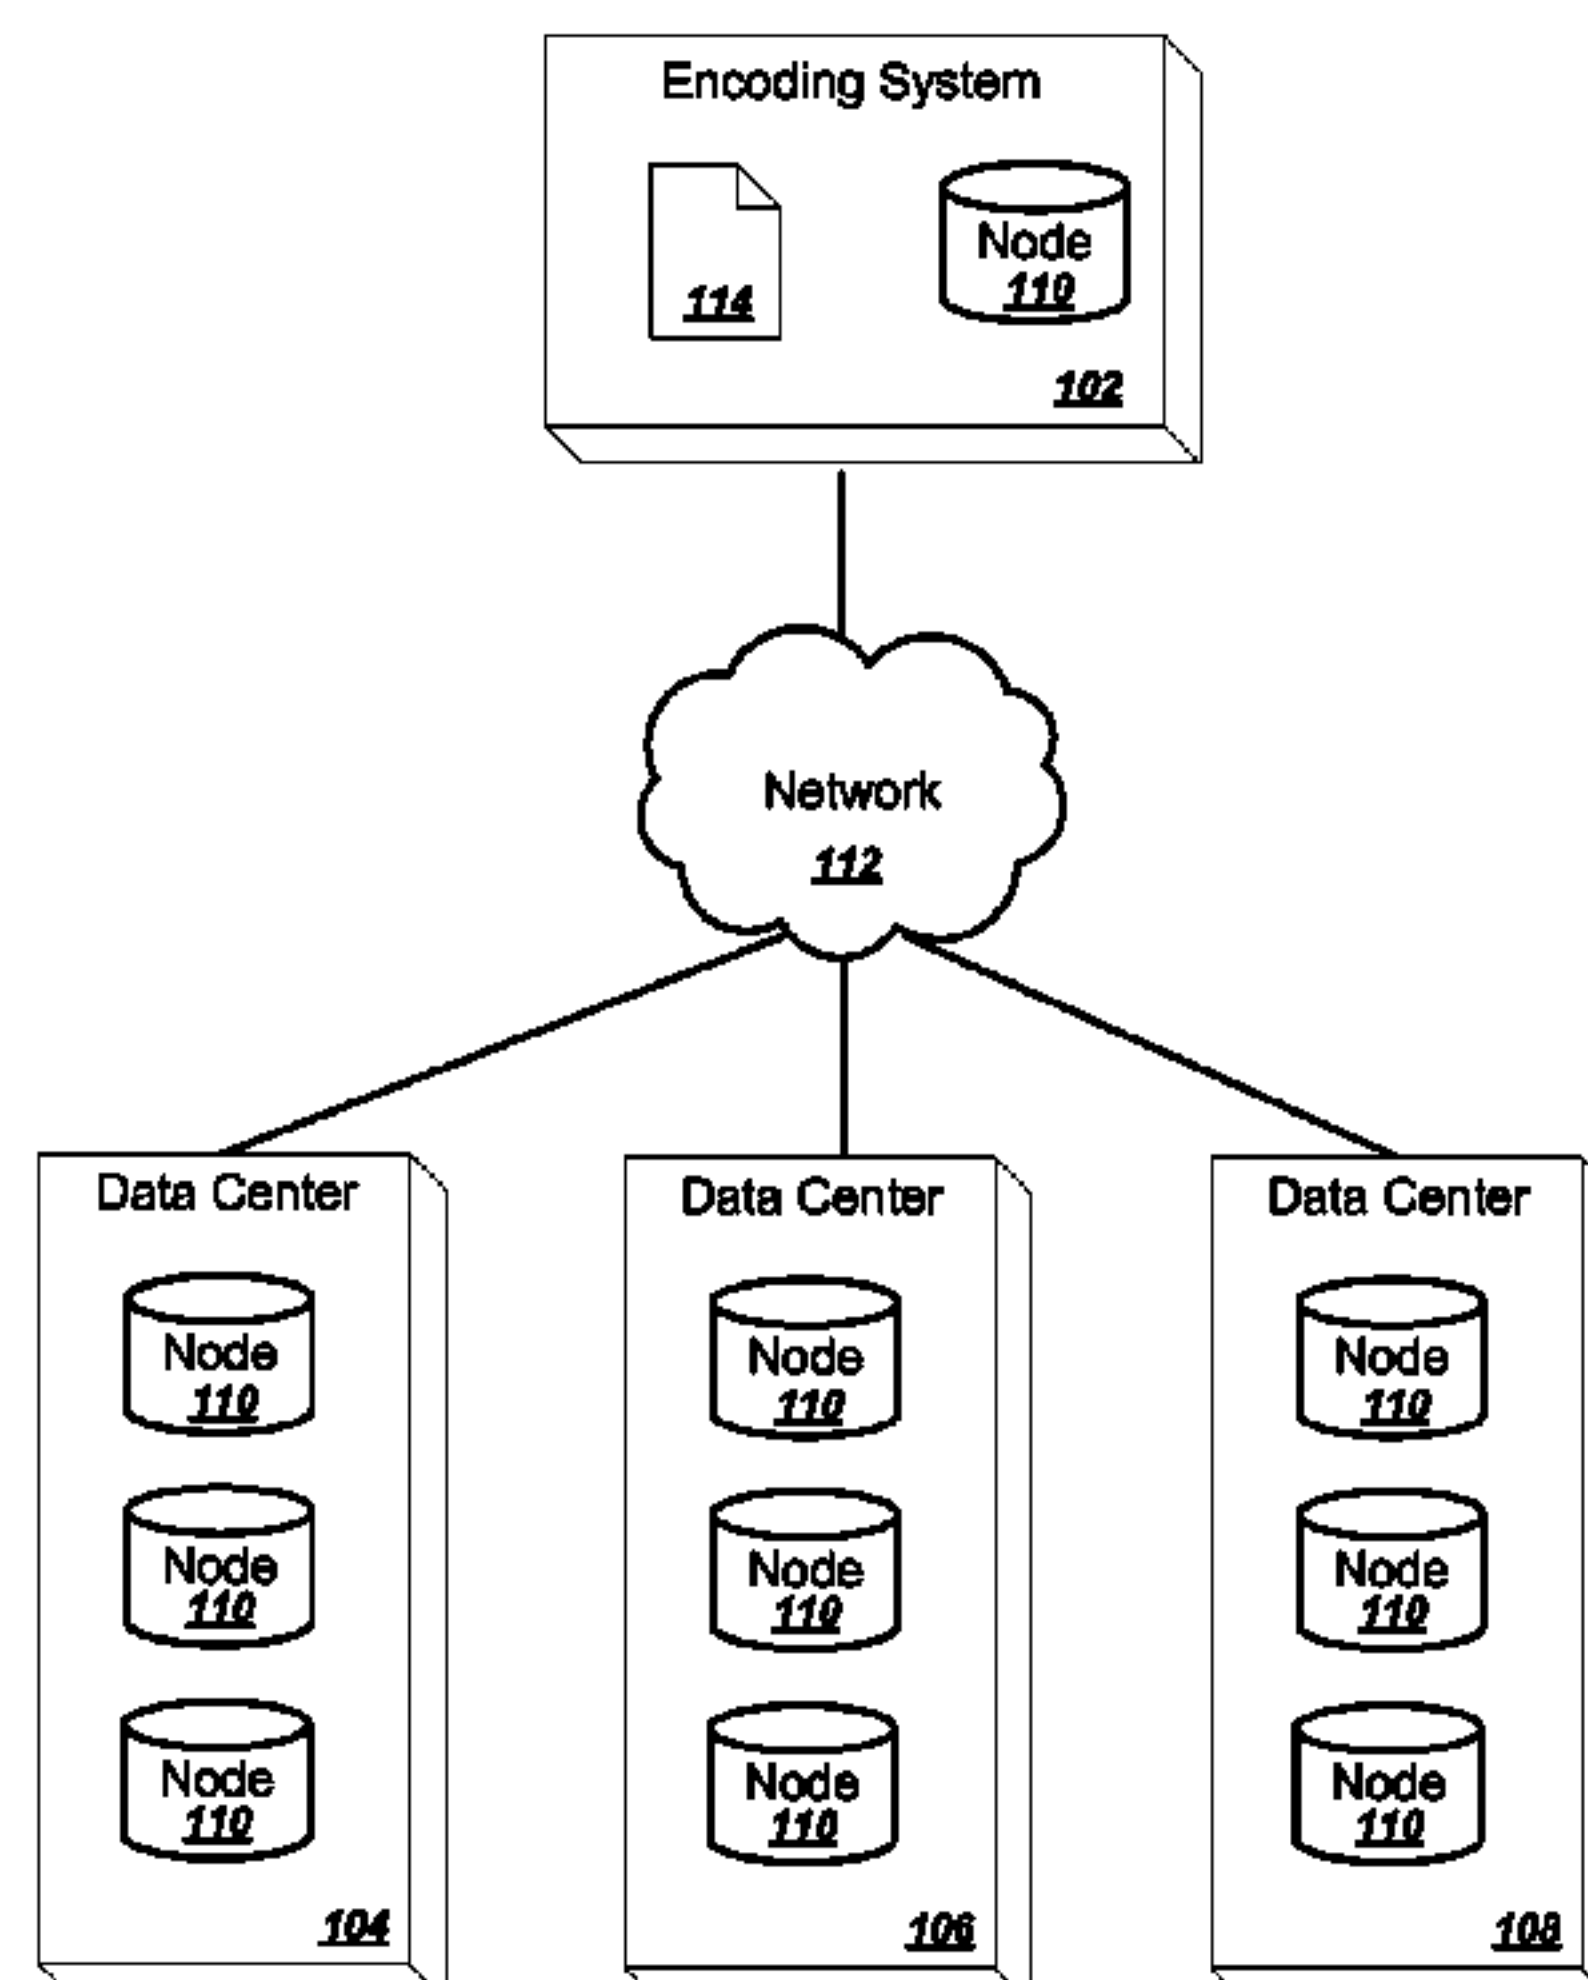 Encoding System
114
Node
110
102
Network
112
Data Center
Node
110
Node
110
Node
110
104
Data Center
Node
110
Node
110
Node
110
106
Data Center
Node
110
Node
110
Node
110
108